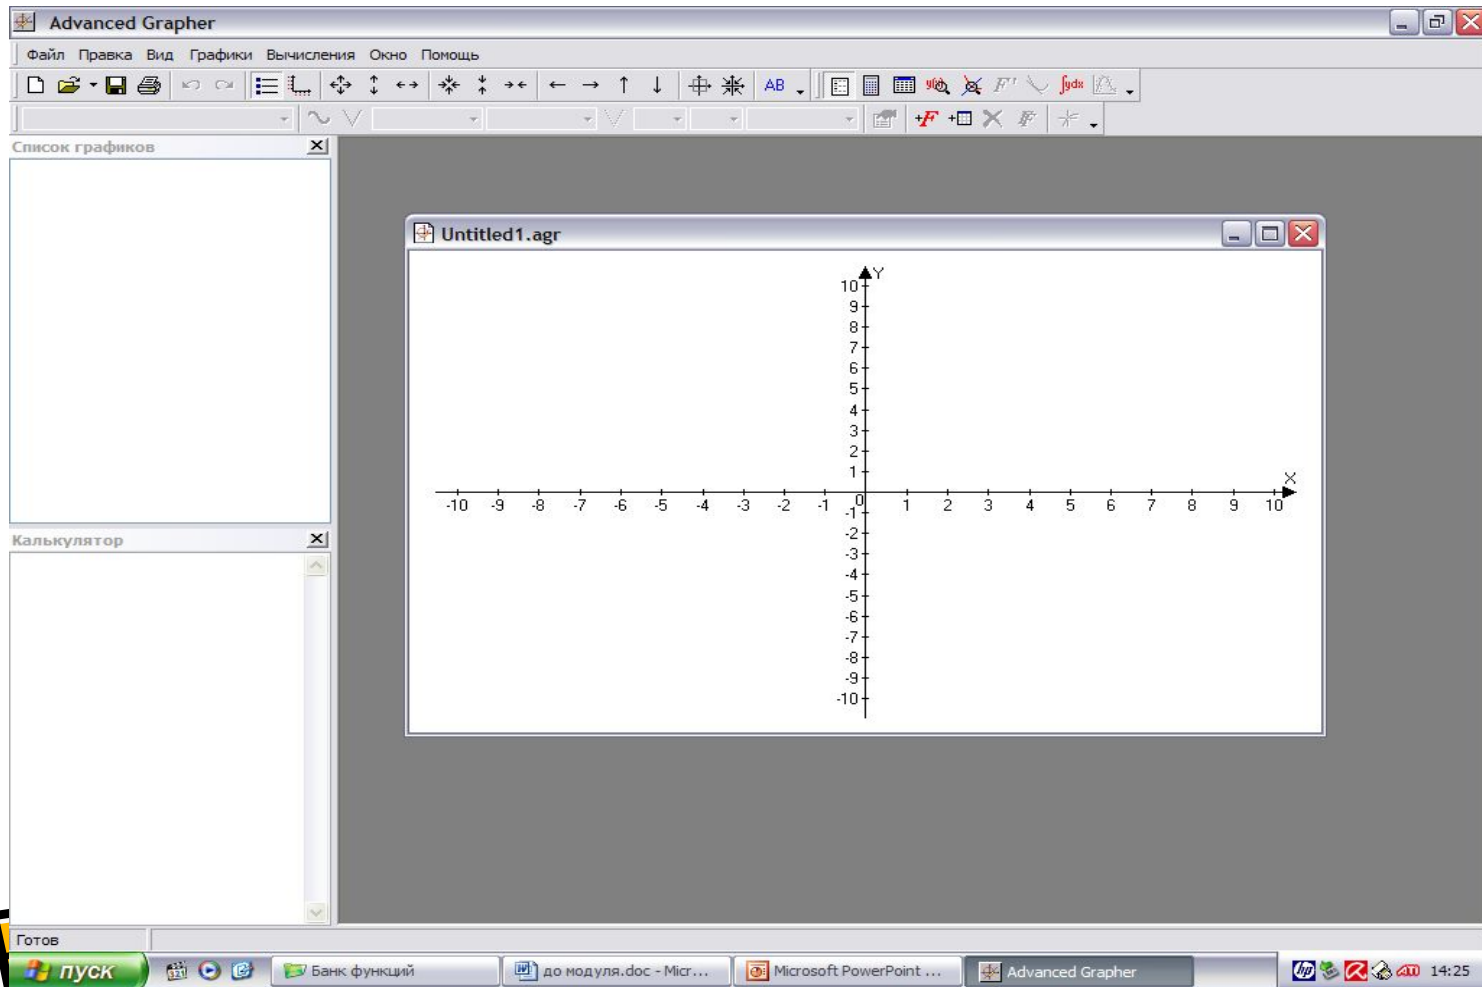 Advanced Grapher
Файл Правка Вид Графики Вычисления Окно Помощь
AB y(x) F' ∫ydx
+F + F
Список графиков
Untitled1.agr
Y
10
9
8
7
6
5
4
3
2
1
X
-10 -9 -8 -7 -6 -5 -4 -3 -2 -1 0 1 2 3 4 5 6 7 8 9 10
-1
-2
-3
-4
-5
-6
-7
-8
-9
-10
Калькулятор
Готов
пуск 321 Банк функций до модуля.doc - Micr... Microsoft PowerPoint ... Advanced Grapher hp 14:25